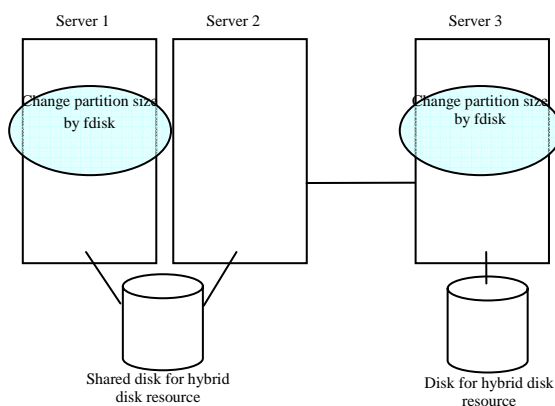 Server 1
Server 2
Server 3
Change partition size
by fdisk
Change partition size
by fdisk
Shared disk for hybrid
disk resource
Disk for hybrid disk
resource